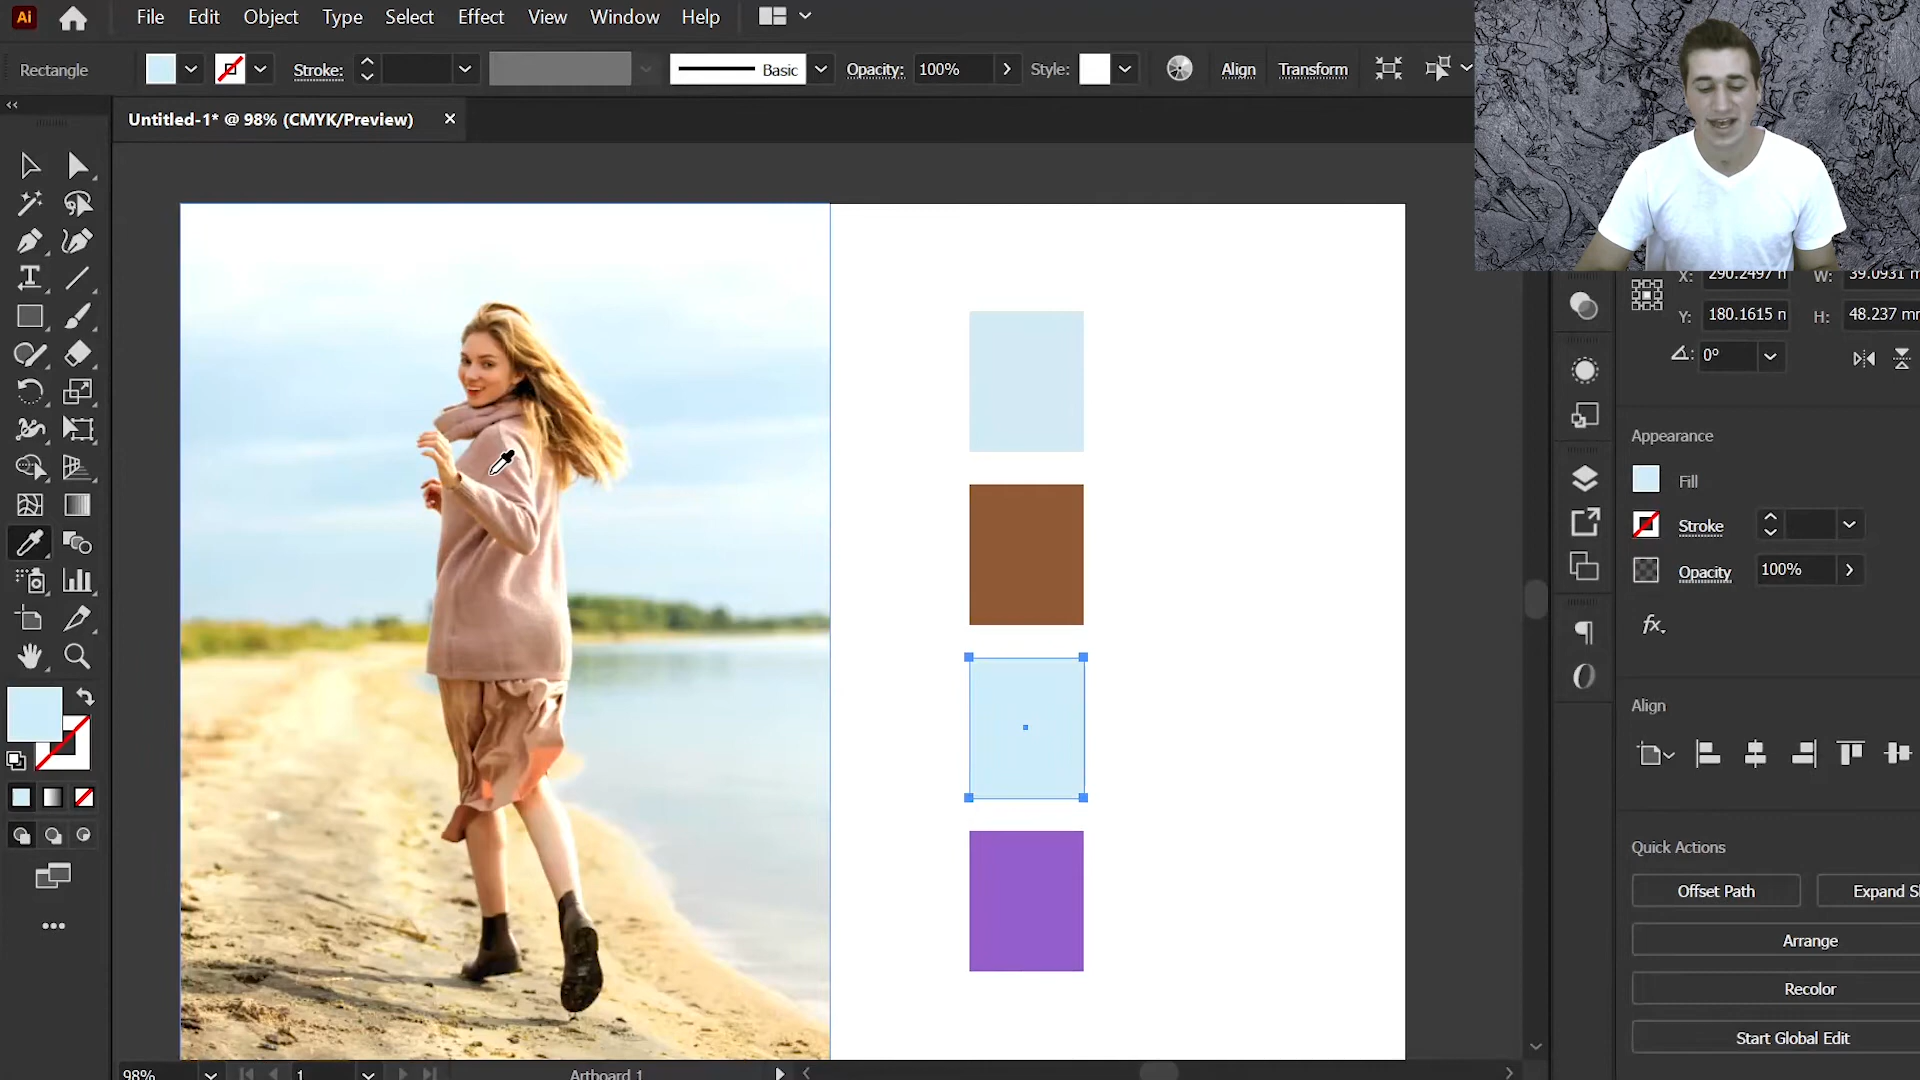 Ai File Edit Object Type Select Effect View Window Help
Rectangle Stroke: Basic Opacity: 100% Style: Align Transform
Untitled-1* @ 98% (CMYK/Preview)
X: 290.2497 W: 39.0931 m
Y: 180.1615 H: 48.237 mm
0°
Appearance
Fill
Stroke
Opacity 100%
fx
Align
Quick Actions
Offset Path Expand
Arrange
Recolor
Start Global Edit
98% 1 Artboard 1